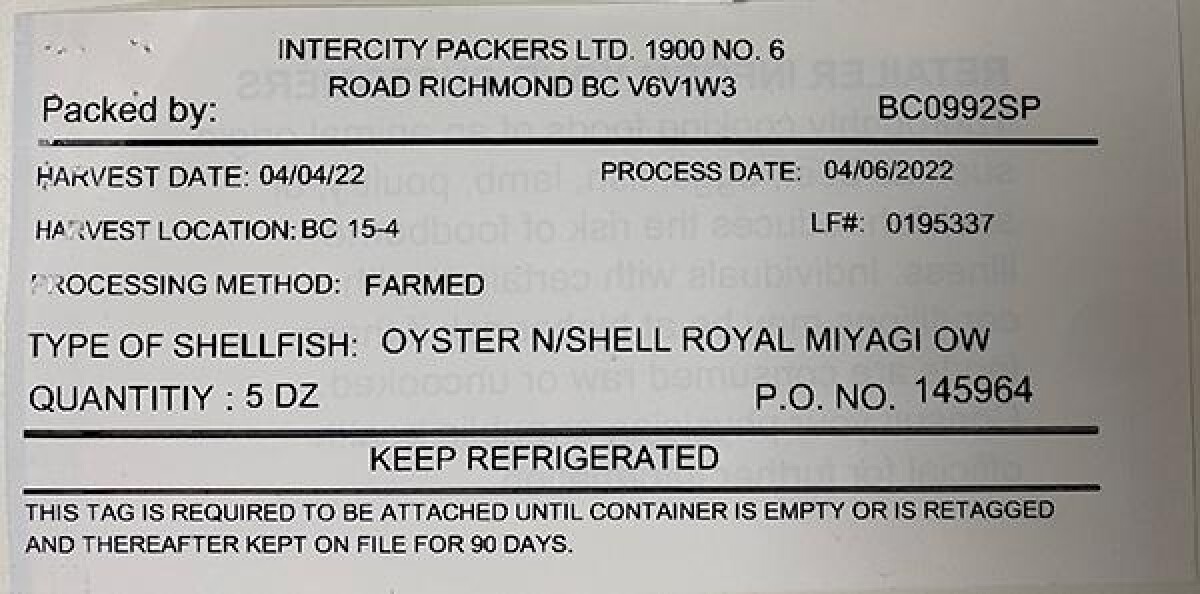 INTERCITY PACKERS LTD. 1900 NO. 6
ROAD RICHMOND BC V6V1W3
Packed by: BC0992SP
HARVEST DATE: 04/04/22 PROCESS DATE: 04/06/2022
HARVEST LOCATION: BC 15-4 LF#: 0195337
PROCESSING METHOD: FARMED
TYPE OF SHELLFISH: OYSTER N/SHELL ROYAL MIYAGI OW
QUANTITIY : 5 DZ P.O. NO. 145964
KEEP REFRIGERATED
THIS TAG IS REQUIRED TO BE ATTACHED UNTIL CONTAINER IS EMPTY OR IS RETAGGED
AND THEREAFTER KEPT ON FILE FOR 90 DAYS.